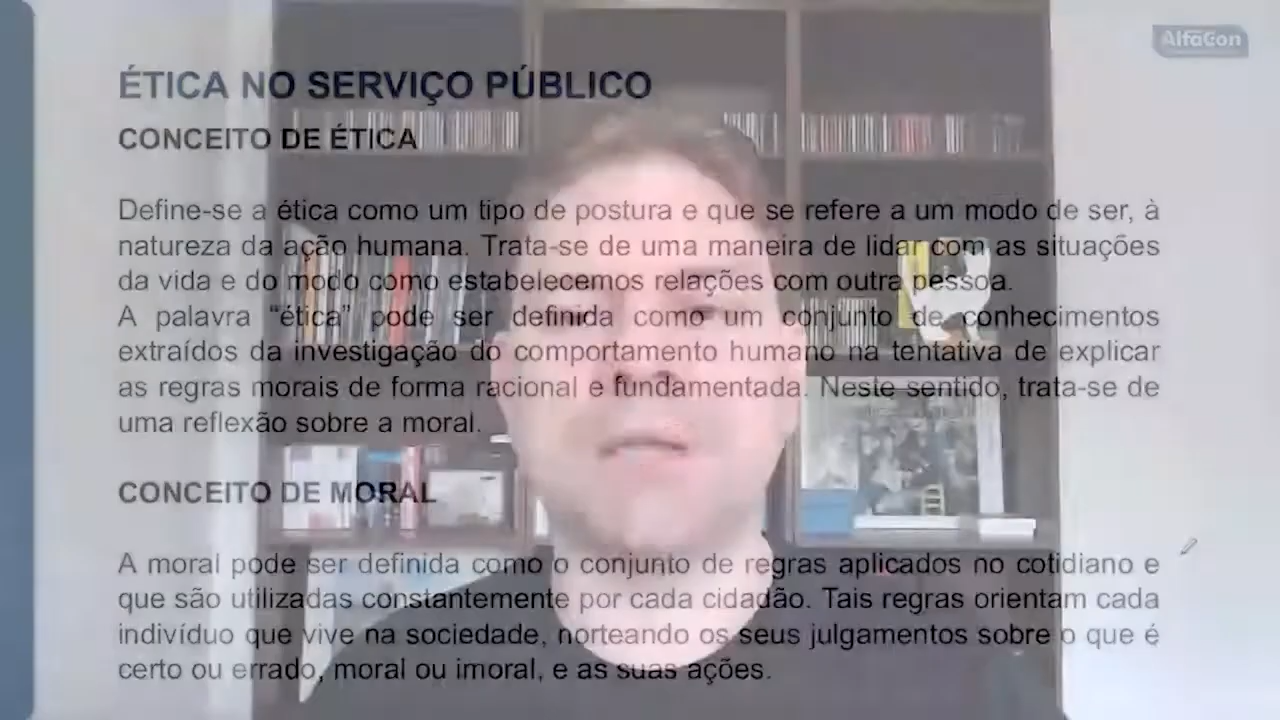 AlfaCon
ÉTICA NO SERVIÇO PÚBLICO
CONCEITO DE ÉTICA
Define-se a ética como um tipo de postura e que se refere a um modo de ser, à
natureza da ação humana. Trata-se de uma maneira de lidar com as situações
da vida e do modo como estabelecemos relações com outra pessoa.
A palavra “ética” pode ser definida como um conjunto de conhecimentos
extraídos da investigação do comportamento humano na tentativa de explicar
as regras morais de forma racional e fundamentada. Neste sentido, trata-se de
uma reflexão sobre a moral.
CONCEITO DE MORAL
A moral pode ser definida como o conjunto de regras aplicados no cotidiano e
que são utilizadas constantemente por cada cidadão. Tais regras orientam cada
indivíduo que vive na sociedade, norteando os seus julgamentos sobre o que é
certo ou errado, moral ou imoral, e as suas ações.